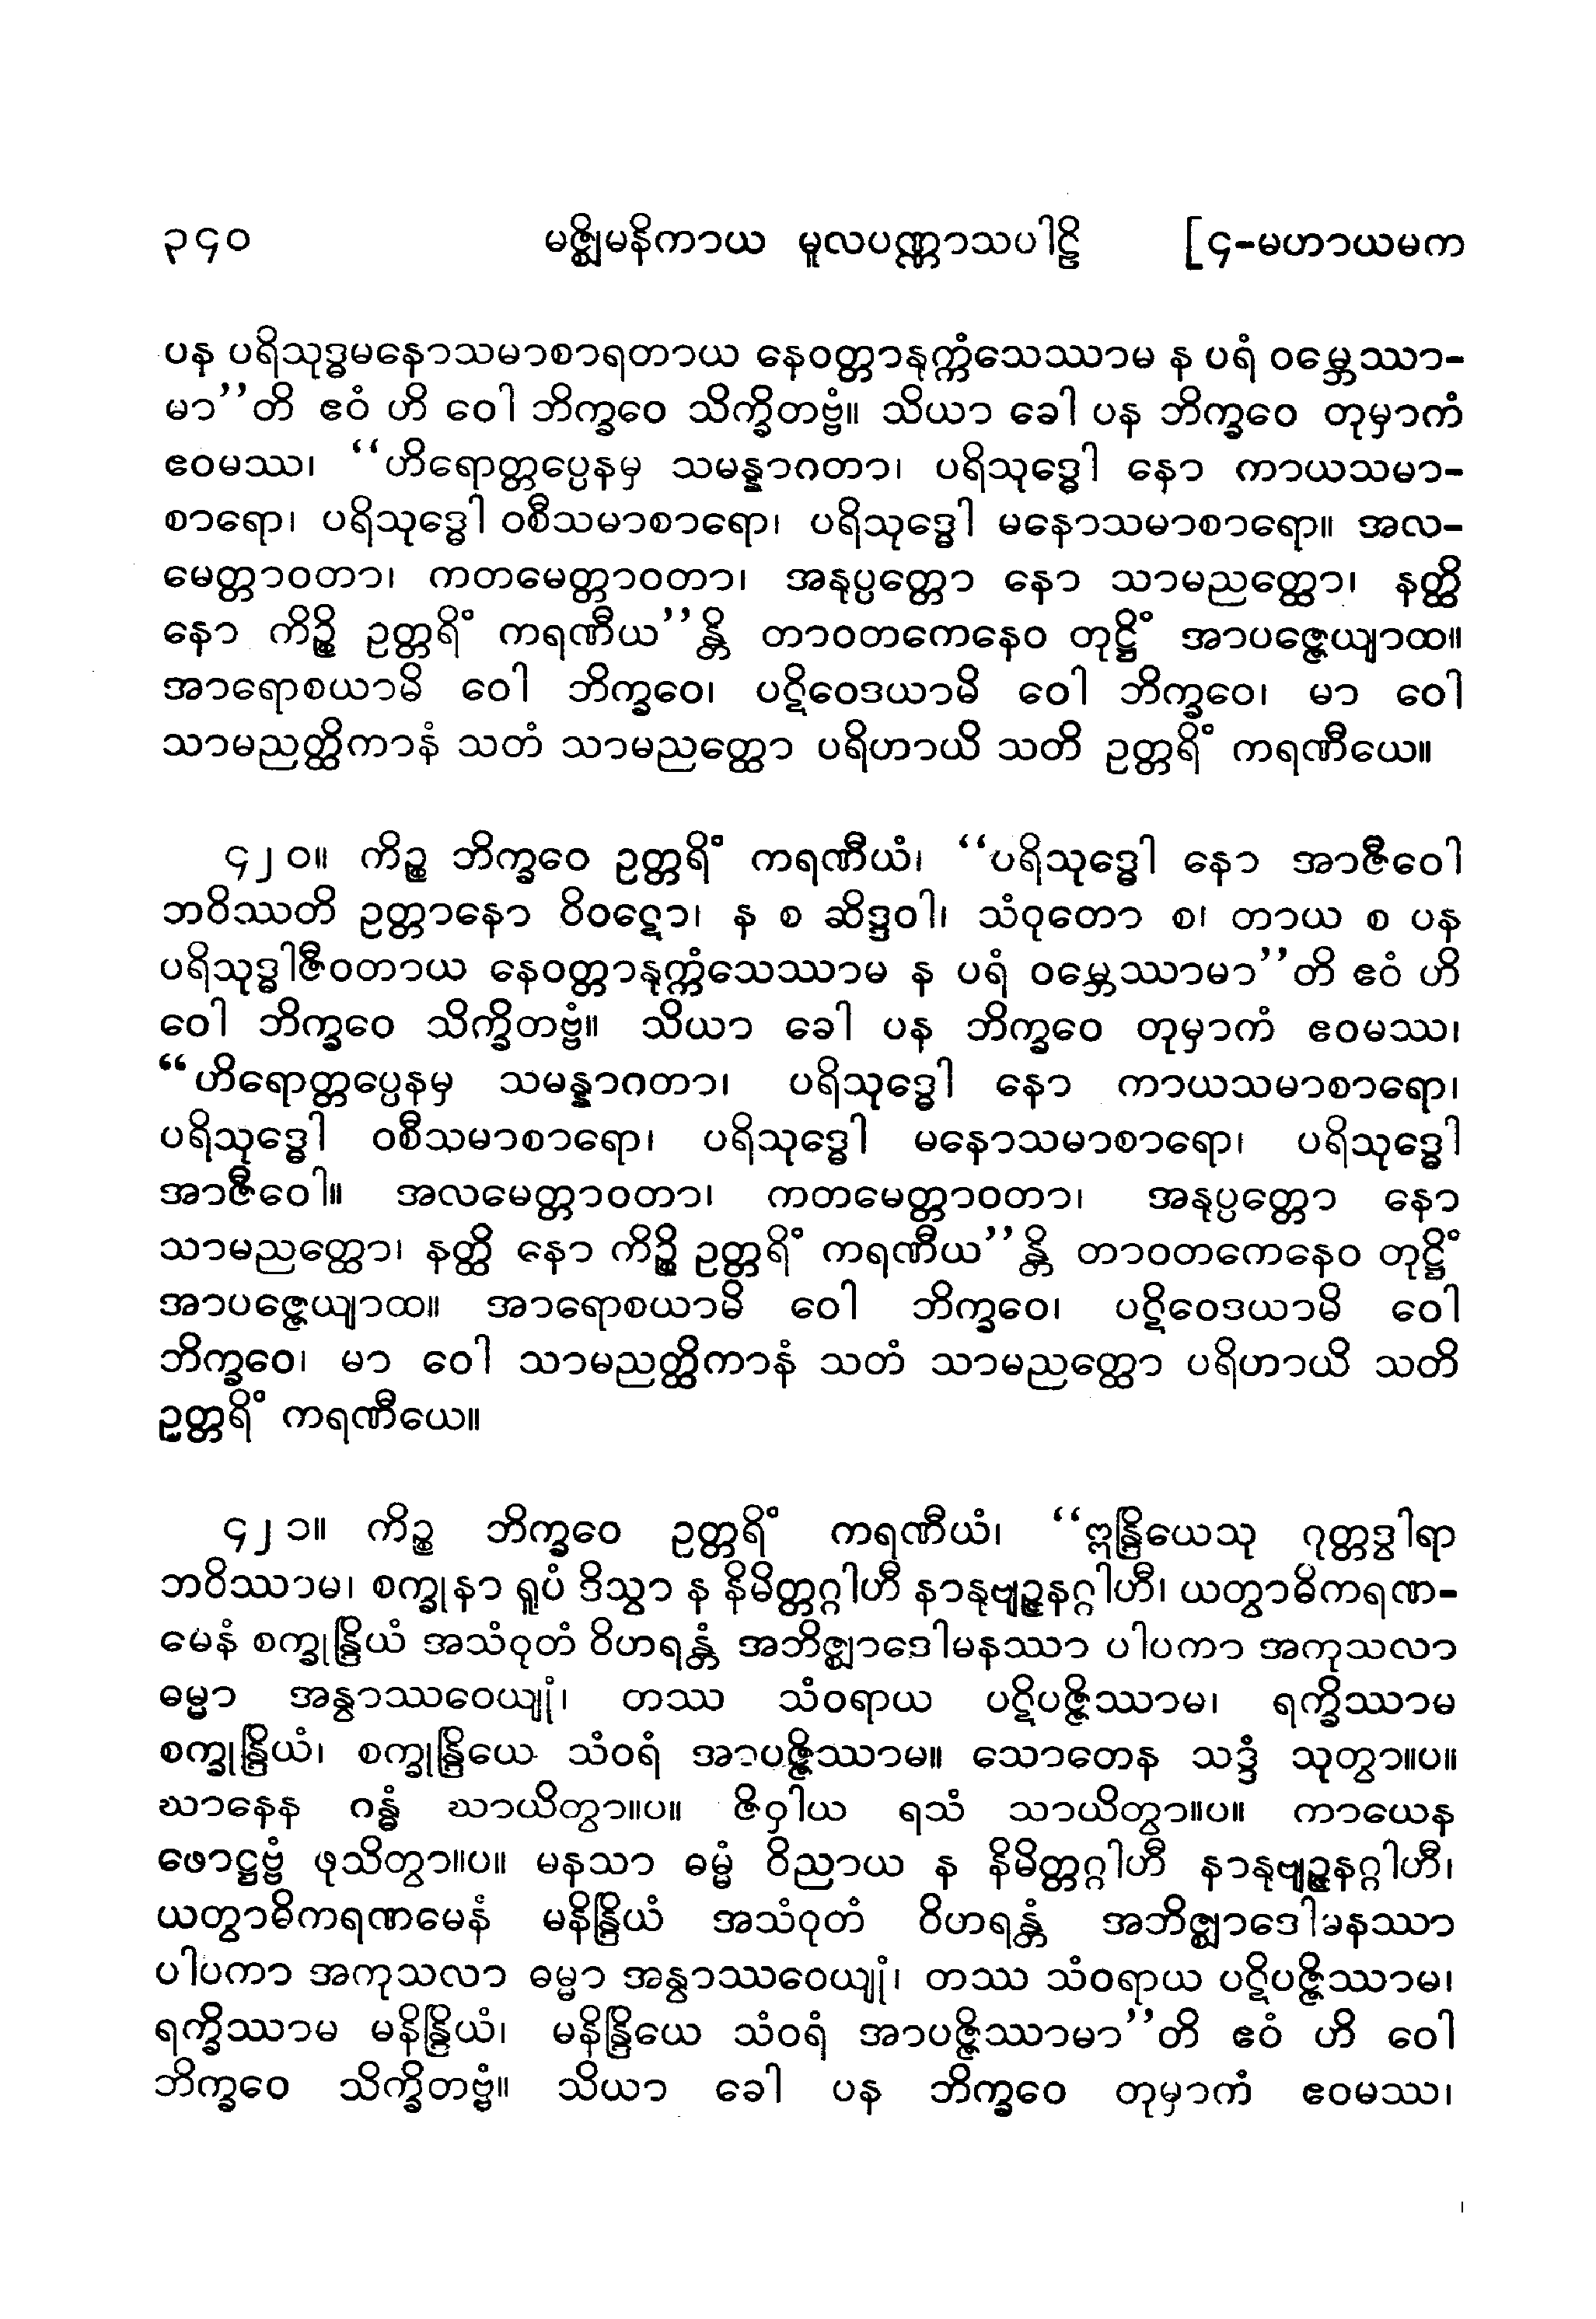 ၃၄၀ မဇ္ဈိမနိကာယ မူလပဏ္ဏာသပါဠိ [၄-မဟာယမက
ပန ပရိသုဒ္ဓမနောသမာစာရတာယ နေဝတ္တာနုက္ကံသေဿာမ န ပရံ ဝမ္ဘေဿာ-
မာ’’တိ ဧဝံ ဟိ ဝေါ ဘိက္ခဝေ သိက္ခိတဗ္ဗံ။ သိယာ ခေါ ပန ဘိက္ခဝေ တုမှာကံ
ဧဝမဿ၊ ‘‘ဟိရောတ္တပ္ပေနမှ သမန္နာဂတာ၊ ပရိသုဒ္ဓေါ နော ကာယသမာ-
စာရော၊ ပရိသုဒ္ဓေါ ဝစီသမာစာရော၊ ပရိသုဒ္ဓေါ မနောသမာစာရော။ အလ-
မေတ္တာဝတာ၊ ကတမေတ္တာဝတာ၊ အနုပ္ပတ္တော နော သာမညတ္ထော၊ နတ္ထိ
နော ကိဉ္စိ ဥတ္တရိံ ကရဏီယ’’န္တိ တာဝတကေနေဝ တုဋ္ဌိံ အာပဇ္ဇေယျာထ။
အာရောစယာမိ ဝေါ ဘိက္ခဝေ၊ ပဋိဝေဒယာမိ ဝေါ ဘိက္ခဝေ၊ မာ ဝေါ
သာမညတ္ထိကာနံ သတံ သာမညတ္ထော ပရိဟာယိ သတိ ဥတ္တရိံ ကရဏီယေ။
၄၂၀။ ကိဉ္စ ဘိက္ခဝေ ဥတ္တရိံ ကရဏီယံ၊ ‘‘ပရိသုဒ္ဓေါ နော အာဇီဝေါ
ဘဝိဿတိ ဥတ္တာနော ဝိဝဋော၊ န စ ဆိဒ္ဒဝါ၊ သံဝုတော စ၊ တာယ စ ပန
ပရိသုဒ္ဓါဇီဝတာယ နေဝတ္တာနုက္ကံသေဿာမ န ပရံ ဝမ္ဘေဿာမာ’’တိ ဧဝံ ဟိ
ဝေါ ဘိက္ခဝေ သိက္ခိတဗ္ဗံ။ သိယာ ခေါ ပန ဘိက္ခဝေ တုမှာကံ ဧဝမဿ၊
‘‘ဟိရောတ္တပ္ပေနမှ သမန္နာဂတာ၊ ပရိသုဒ္ဓေါ နော ကာယသမာစာရော၊
ပရိသုဒ္ဓေါ ဝစီသမာစာရော၊ ပရိသုဒ္ဓေါ မနောသမာစာရော၊ ပရိသုဒ္ဓေါ
အာဇီဝေါ။ အလမေတ္တာဝတာ၊ ကတမေတ္တာဝတာ၊ အနုပ္ပတ္တော နော
သာမညတ္ထော၊ နတ္ထိ နော ကိဉ္စိ ဥတ္တရိံ ကရဏီယ’’န္တိ တာဝတကေနေဝ တုဋ္ဌိံ
အာပဇ္ဇေယျာထ။ အာရောစယာမိ ဝေါ ဘိက္ခဝေ၊ ပဋိဝေဒယာမိ ဝေါ
ဘိက္ခဝေ၊ မာ ဝေါ သာမညတ္ထိကာနံ သတံ သာမညတ္ထော ပရိဟာယိ သတိ
ဥတ္တရိံ ကရဏီယေ။
၄၂၁။ ကိဉ္စ ဘိက္ခဝေ ဥတ္တရိံ ကရဏီယံ၊ ‘‘ဣန္ဒြိယေသု ဂုတ္တဒွါရာ
ဘဝိဿာမ၊ စက္ခုနာ ရူပံ ဒိသွာ န နိမိတ္တဂ္ဂါဟီ နာနုဗျဉ္ဇနဂ္ဂါဟီ၊ ယတွာဓိကရဏ-
မေနံ စက္ခုန္ဒြိယံ အသံဝုတံ ဝိဟရန္တံ အဘိဇ္ဈာဒေါမနဿာ ပါပကာ အကုသလာ
ဓမ္မာ အနွာဿဝေယျုံ၊ တဿ သံဝရာယ ပဋိပဇ္ဇိဿာမ၊ ရက္ခိဿာမ
စက္ခုန္ဒြိယံ၊ စက္ခုန္ဒြိယေ သံဝရံ အာပဇ္ဇိဿာမ။ သောတေန သဒ္ဒံ သုတွာ။ပ။
ဃာနေန ဂန္ဓံ ဃာယိတွာ။ပ။ ဇိဝှါယ ရသံ သာယိတွာ။ပ။ ကာယေန
ဖောဋ္ဌဗ္ဗံ ဖုသိတွာ။ပ။ မနသာ ဓမ္မံ ဝိညာယ န နိမိတ္တဂ္ဂါဟီ နာနုဗျဉ္ဇနဂ္ဂါဟီ၊
ယတွာဓိကရဏမေနံ မနိန္ဒြိယံ အသံဝုတံ ဝိဟရန္တံ အဘိဇ္ဈာဒေါမနဿာ
ပါပကာ အကုသလာ ဓမ္မာ အနွာဿဝေယျုံ၊ တဿ သံဝရာယ ပဋိပဇ္ဇိဿာမ၊
ရက္ခိဿာမ မနိန္ဒြိယံ၊ မနိန္ဒြိယေ သံဝရံ အာပဇ္ဇိဿာမာ’’တိ ဧဝံ ဟိ ဝေါ
ဘိက္ခဝေ သိက္ခိတဗ္ဗံ။ သိယာ ခေါ ပန ဘိက္ခဝေ တုမှာကံ ဧဝမဿ၊